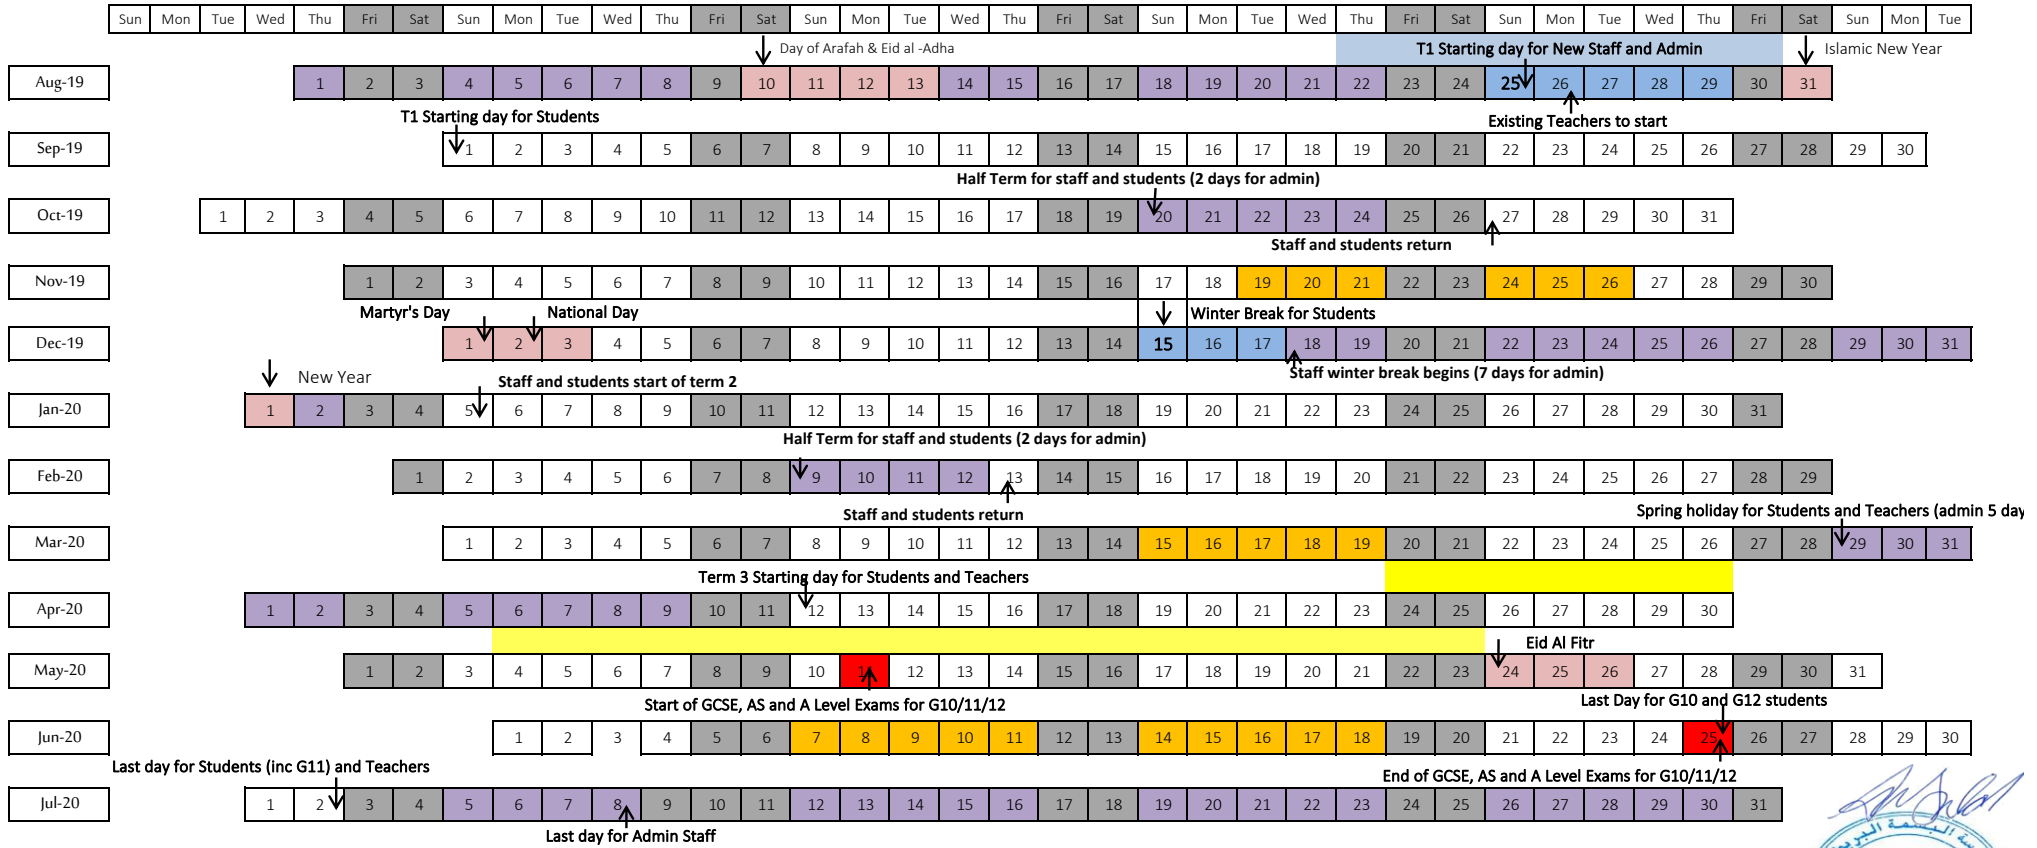 Sun Mon Tue Wed Thu Fri Sat Sun Mon Tue Wed Thu Fri Sat Sun Mon Tue Wed Thu Fri Sat Sun Mon Tue Wed Thu Fri Sat Sun Mon Tue Wed Thu Fri Sat Sun Mon Tue
Day of Arafah & Eid al -Adha
T1 Starting day for New Staff and Admin
Islamic New Year
Aug-19 1 2 3 4 5 6 7 8 9 10 11 12 13 14 15 16 17 18 19 20 21 22 23 24 25 26 27 28 29 30 31
T1 Starting day for Students
Existing Teachers to start
Sep-19 1 2 3 4 5 6 7 8 9 10 11 12 13 14 15 16 17 18 19 20 21 22 23 24 25 26 27 28 29 30
Half Term for staff and students (2 days for admin)
Oct-19 1 2 3 4 5 6 7 8 9 10 11 12 13 14 15 16 17 18 19 20 21 22 23 24 25 26 27 28 29 30 31
Staff and students return
Nov-19 1 2 3 4 5 6 7 8 9 10 11 12 13 14 15 16 17 18 19 20 21 22 23 24 25 26 27 28 29 30
Martyr's Day
National Day
Winter Break for Students
Dec-19 1 2 3 4 5 6 7 8 9 10 11 12 13 14 15 16 17 18 19 20 21 22 23 24 25 26 27 28 29 30 31
New Year
Staff and students start of term 2
Staff winter break begins (7 days for admin)
Jan-20 1 2 3 4 5 6 7 8 9 10 11 12 13 14 15 16 17 18 19 20 21 22 23 24 25 26 27 28 29 30 31
Half Term for staff and students (2 days for admin)
Feb-20 1 2 3 4 5 6 7 8 9 10 11 12 13 14 15 16 17 18 19 20 21 22 23 24 25 26 27 28 29
Staff and students return
Spring holiday for Students and Teachers (admin 5 day
Mar-20 1 2 3 4 5 6 7 8 9 10 11 12 13 14 15 16 17 18 19 20 21 22 23 24 25 26 27 28 29 30 31
Term 3 Starting day for Students and Teachers
Apr-20 1 2 3 4 5 6 7 8 9 10 11 12 13 14 15 16 17 18 19 20 21 22 23 24 25 26 27 28 29 30
Eid Al Fitr
May-20 1 2 3 4 5 6 7 8 9 10 11 12 13 14 15 16 17 18 19 20 21 22 23 24 25 26 27 28 29 30 31
Start of GCSE, AS and A Level Exams for G10/11/12
Last Day for G10 and G12 students
Jun-20 1 2 3 4 5 6 7 8 9 10 11 12 13 14 15 16 17 18 19 20 21 22 23 24 25 26 27 28 29 30
Last day for Students (inc G11) and Teachers
End of GCSE, AS and A Level Exams for G10/11/12
Jul-20 1 2 3 4 5 6 7 8 9 10 11 12 13 14 15 16 17 18 19 20 21 22 23 24 25 26 27 28 29 30 31
Last day for Admin Staff